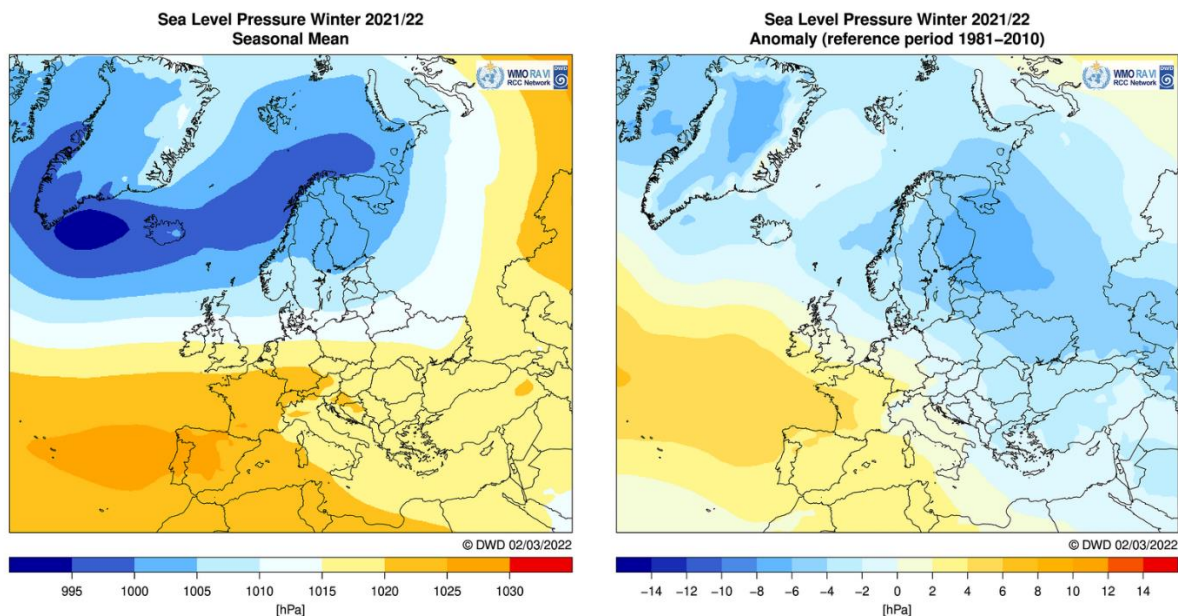 Sea Level Pressure Winter 2021/22
Seasonal Mean
WMO RA VI
RCC Network
DWD
© DWD 02/03/2022
995 1000 1005 1010 1015 1020 1025 1030
[hPa]
Sea Level Pressure Winter 2021/22
Anomaly (reference period 1981−2010)
WMO RA VI
RCC Network
DWD
© DWD 02/03/2022
−14 −12 −10 −8 −6 −4 −2 0 2 4 6 8 10 12 14
[hPa]